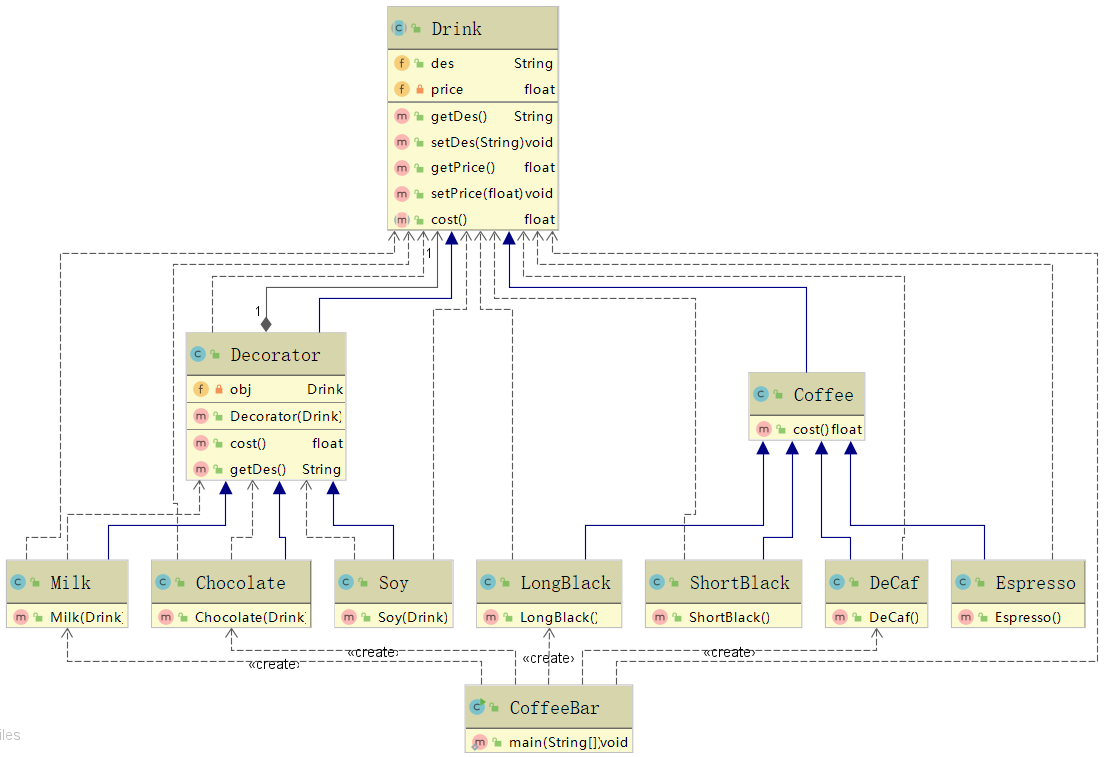 Drink
des String
price float
getDes() String
setDes(String) void
getPrice() float
setPrice(float) void
cost() float
1
1
Decorator
obj Drink
Decorator(Drink)
cost() float
getDes() String
Coffee
cost() float
Milk
Milk(Drink)
Chocolate
Chocolate(Drink)
Soy
Soy(Drink)
LongBlack
LongBlack()
ShortBlack
ShortBlack()
DeCaf
DeCaf()
Espresso
Espresso()
«create»
«create»
«create»
«create»
CoffeeBar
main(String[]) void
iles